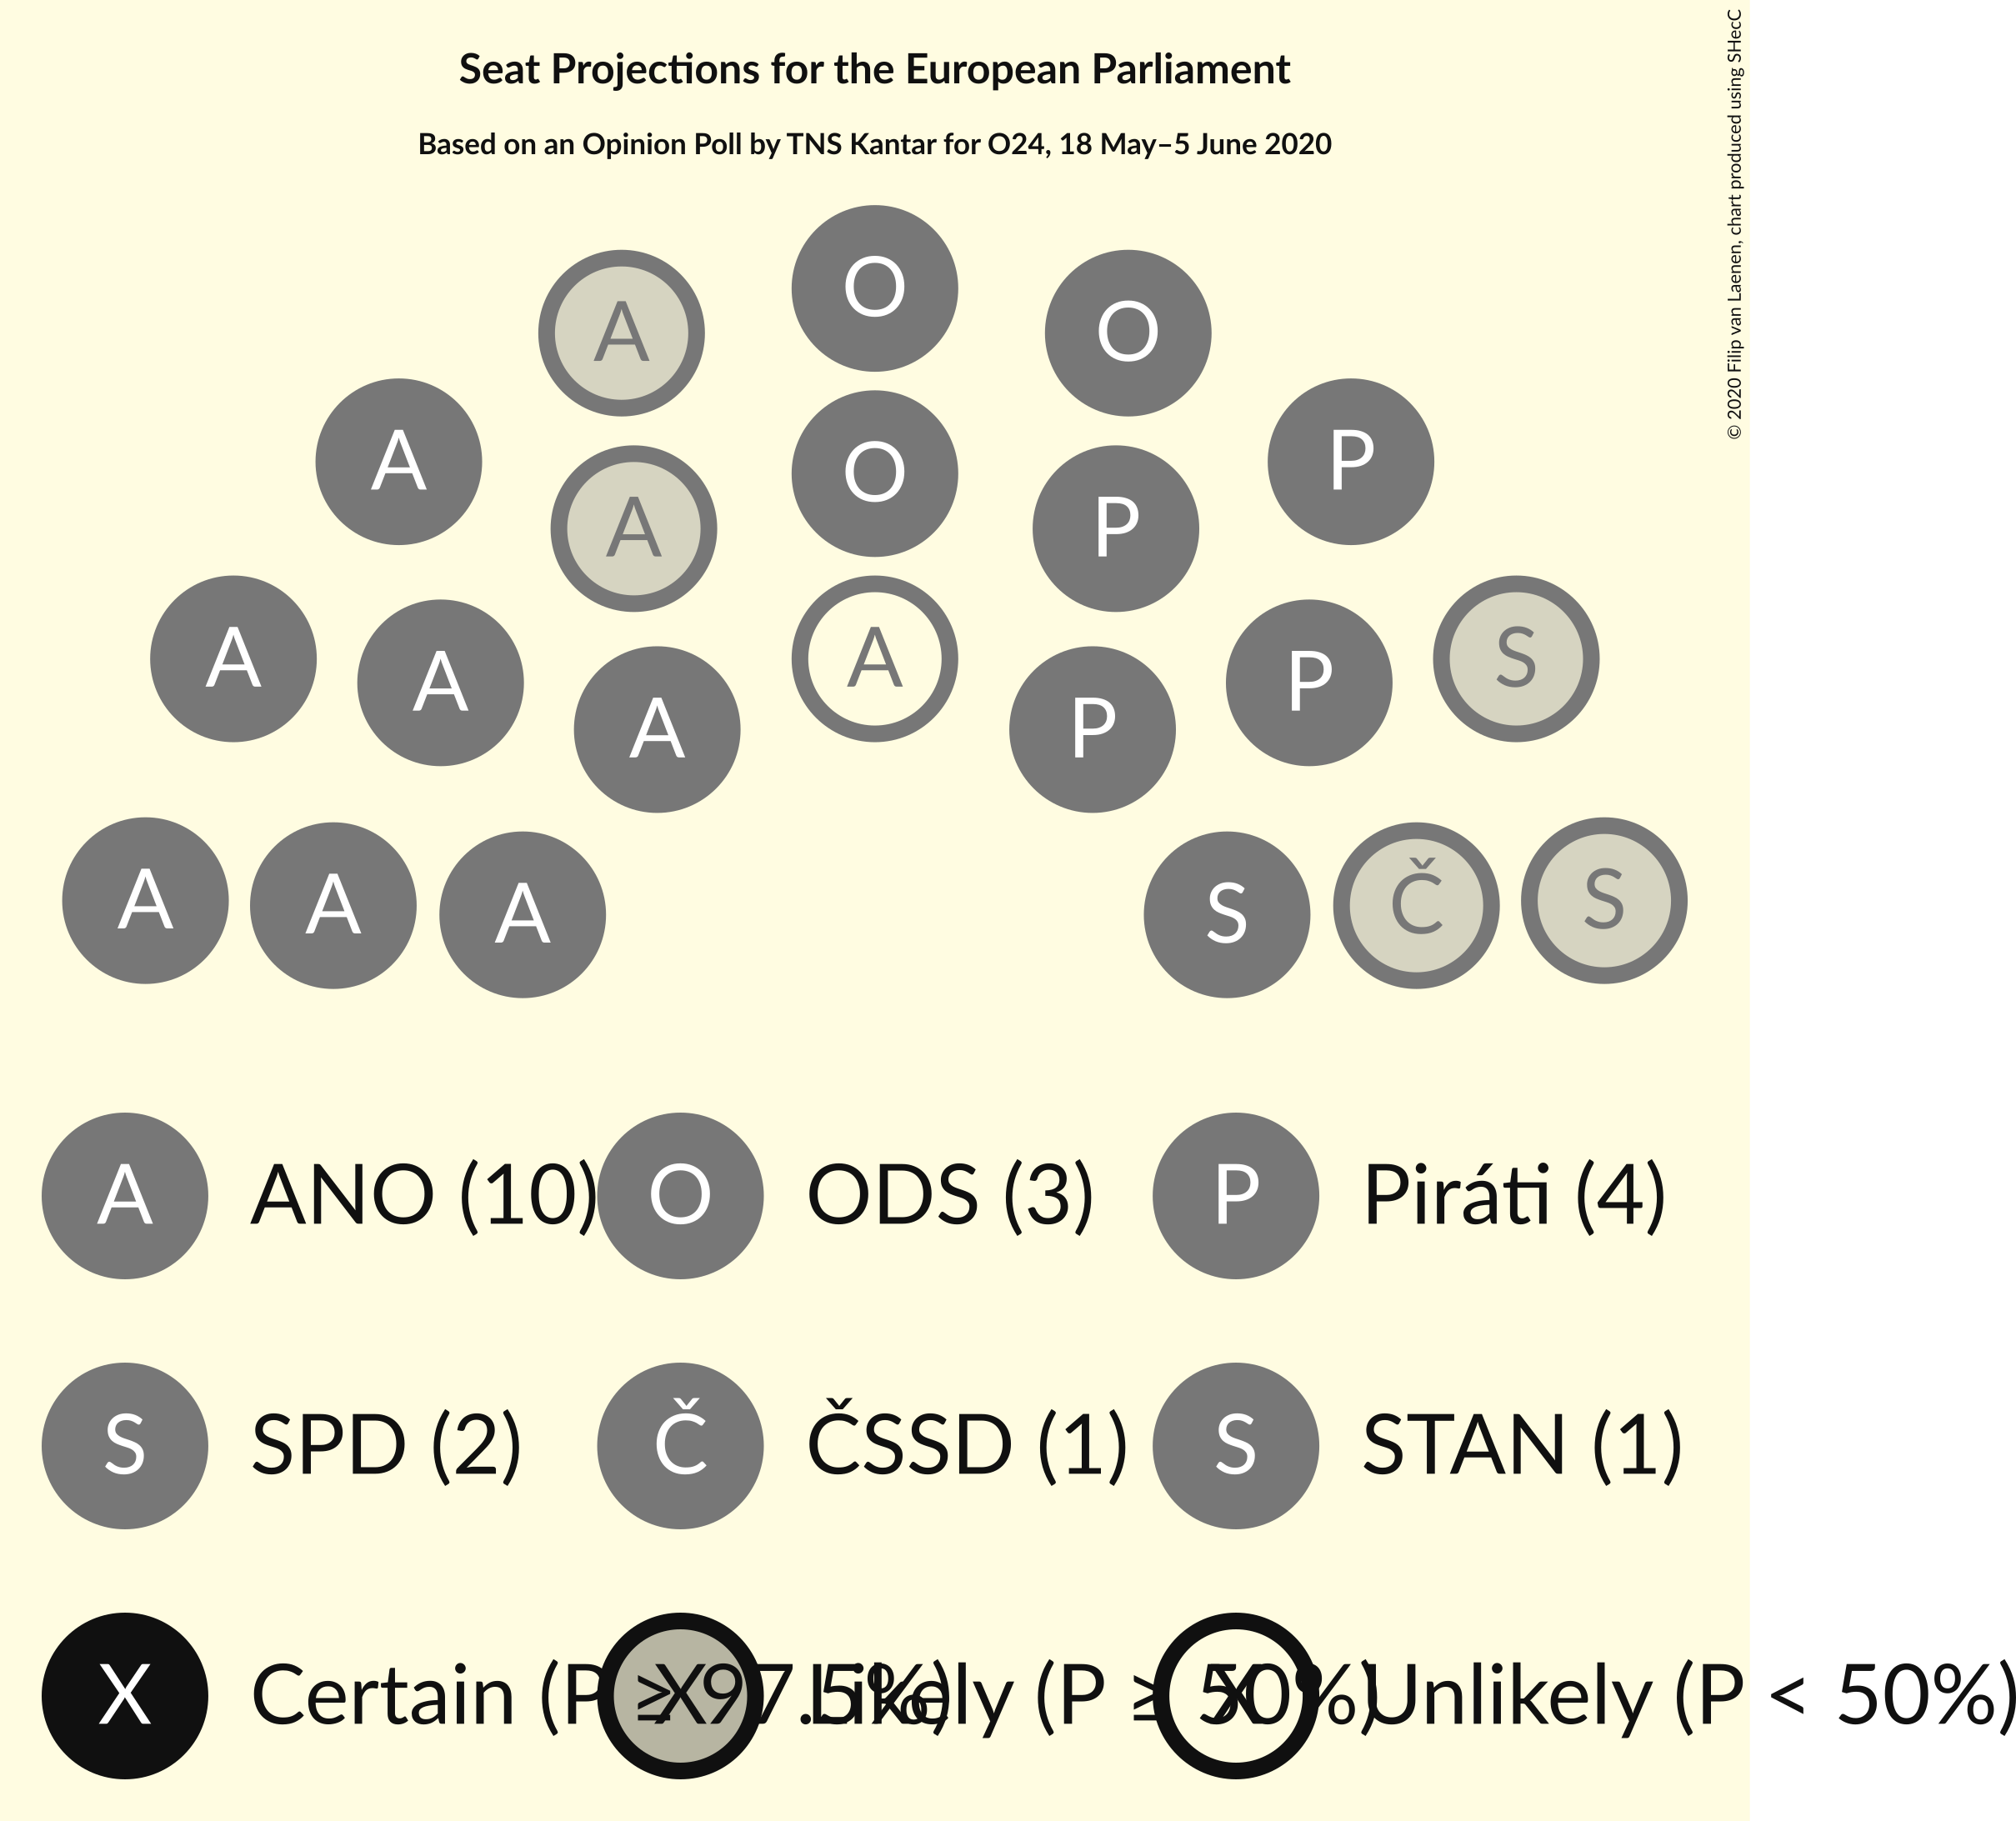 Seat Projections for the European Parliament
Based on an Opinion Poll by TNS Kantar for O24, 18 May–5 June 2020
© 2020 Filip van Laenen, chart produced using SHecC
O
A O
A O P
A P
A A A S
A A P P
A A A S Č S
A ANO (10) O ODS (3) P Piráti (4)
S SPD (2) Č ČSSD (1) S STAN (1)
X Certain (P ≥ 97.5%) X Likely (P ≥ 50%) X Unlikely (P < 50%)